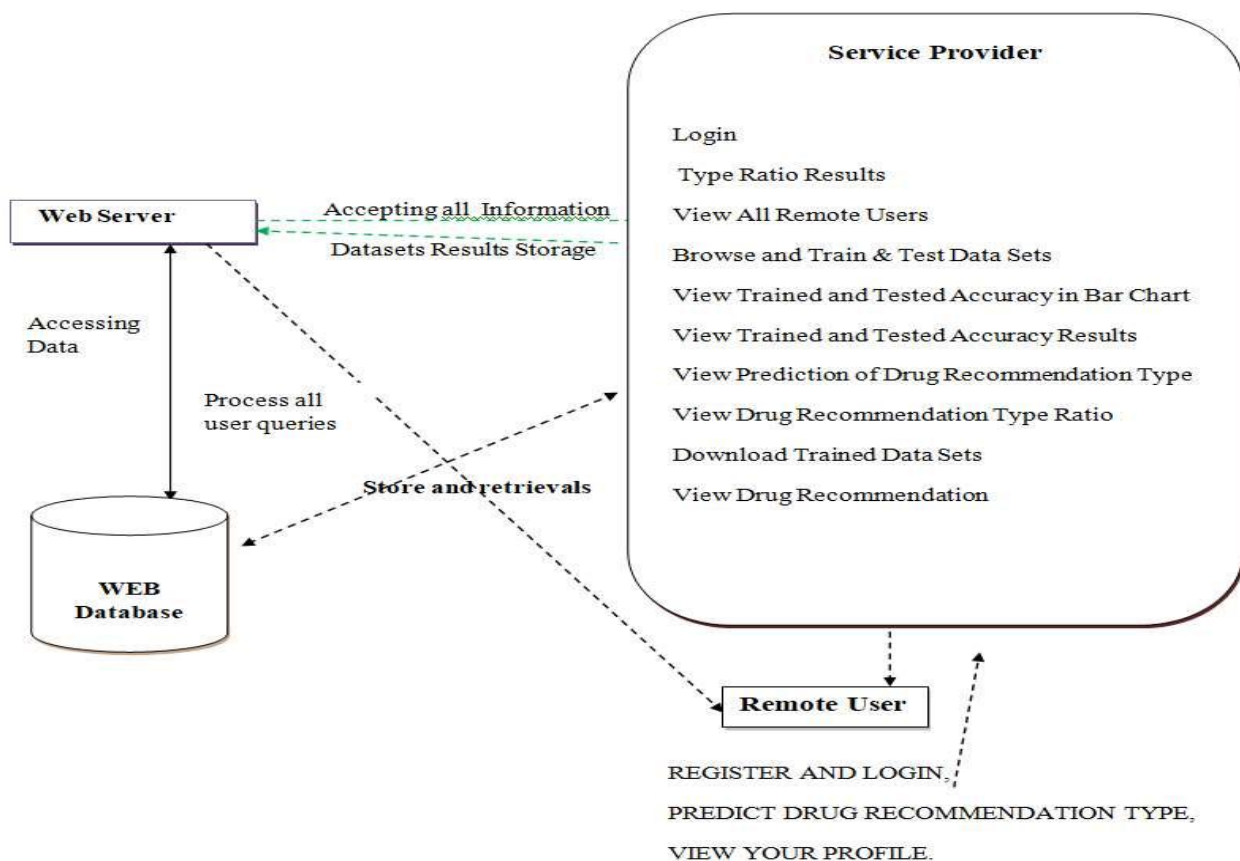 Service Provider
Login
Type Ratio Results
View All Remote Users
Browse and Train & Test Data Sets
View Trained and Tested Accuracy in Bar Chart
View Trained and Tested Accuracy Results
View Prediction of Drug Recommendation Type
View Drug Recommendation Type Ratio
Download Trained Data Sets
View Drug Recommendation
Web Server
Accepting all Information
Datasets Results Storage
Accessing
Data
Process all
user queries
Store and retrievals
WEB
Database
Remote User
REGISTER AND LOGIN,
PREDICT DRUG RECOMMENDATION TYPE,
VIEW YOUR PROFILE.